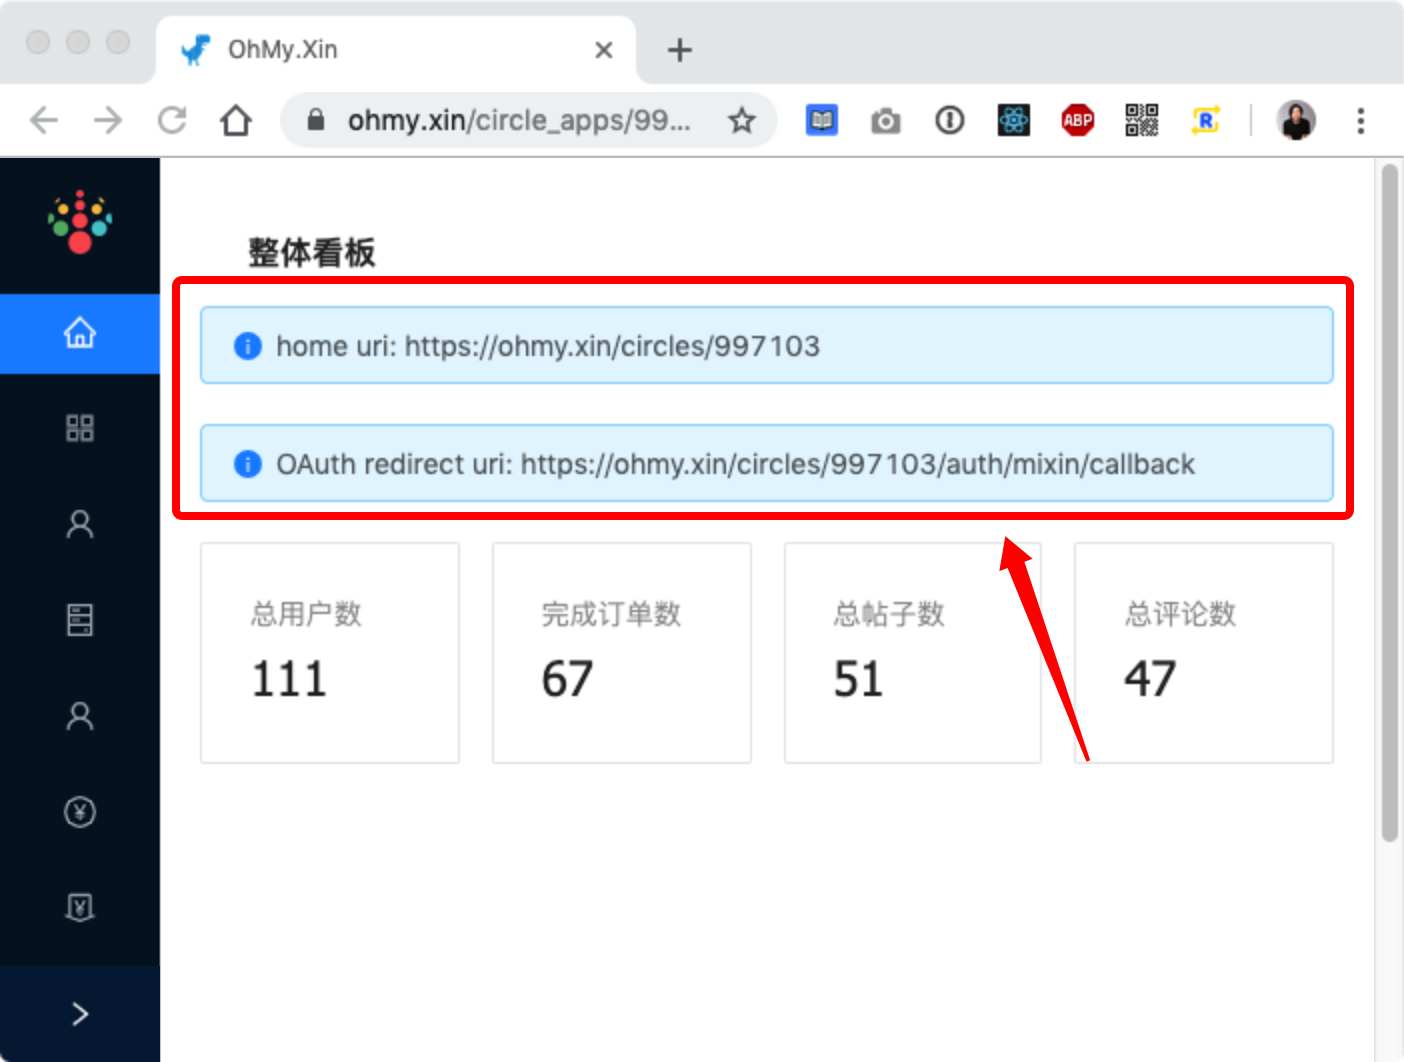 OhMy.Xin
ohmy.xin/circle_apps/99...
ABP
R
整体看板
home uri: https://ohmy.xin/circles/997103
OAuth redirect uri: https://ohmy.xin/circles/997103/auth/mixin/callback
总用户数
111
完成订单数
67
总帖子数
51
总评论数
47